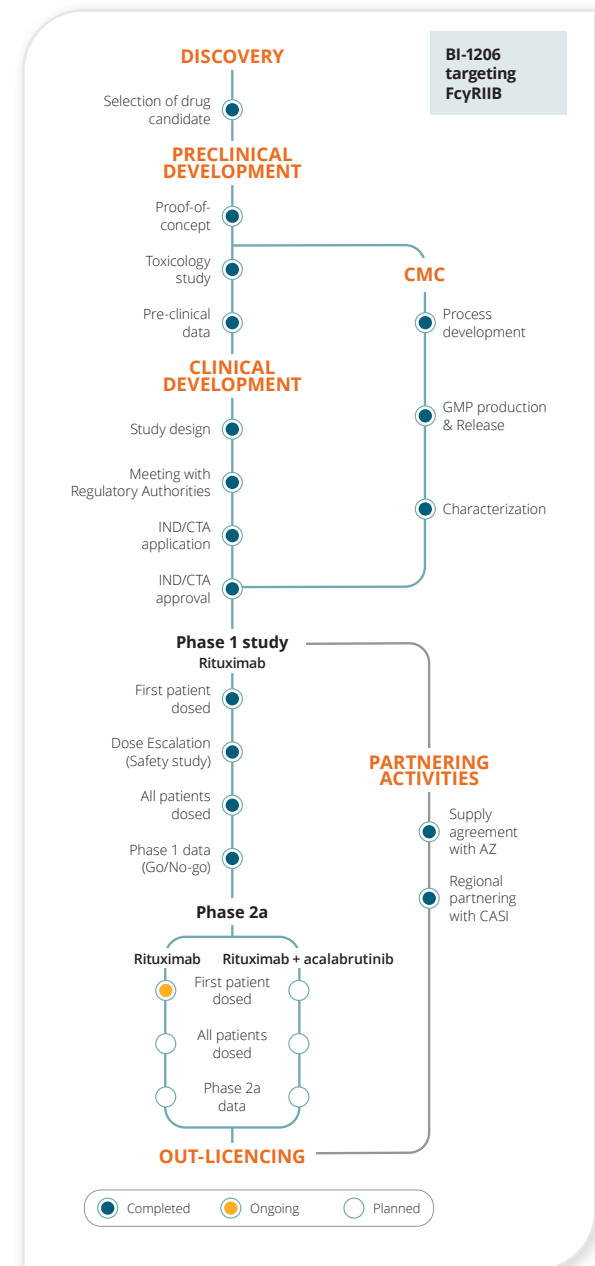 DISCOVERY
BI-1206
targeting
FcyRIIB
Selection of drug
candidate
PRECLINICAL
DEVELOPMENT
Proof-of-
concept
Toxicology
study
CMC
Pre-clinical
data
Process
development
CLINICAL
DEVELOPMENT
GMP production
& Release
Study design
Meeting with
Regulatory Authorities
Characterization
IND/CTA
application
IND/CTA
approval
Phase 1 study
Rituximab
First patient
dosed
Dose Escalation
(Safety study)
PARTNERING
ACTIVITIES
All patients
dosed
Supply
agreement
with AZ
Phase 1 data
(Go/No-go)
Regional
partnering
with CASI
Phase 2a
Rituximab Rituximab + acalabrutinib
First patient
dosed
All patients
dosed
Phase 2a
data
OUT-LICENCING
Completed Ongoing Planned